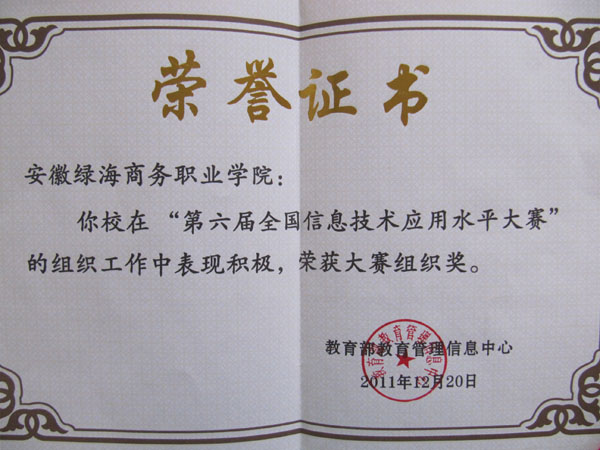 荣誉证书
安徽绿海商务职业学院：
你校在“第六届全国信息技术应用水平大赛”
的组织工作中表现积极，荣获大赛组织奖。
教育部教育管理信息中心
2011年12月20日